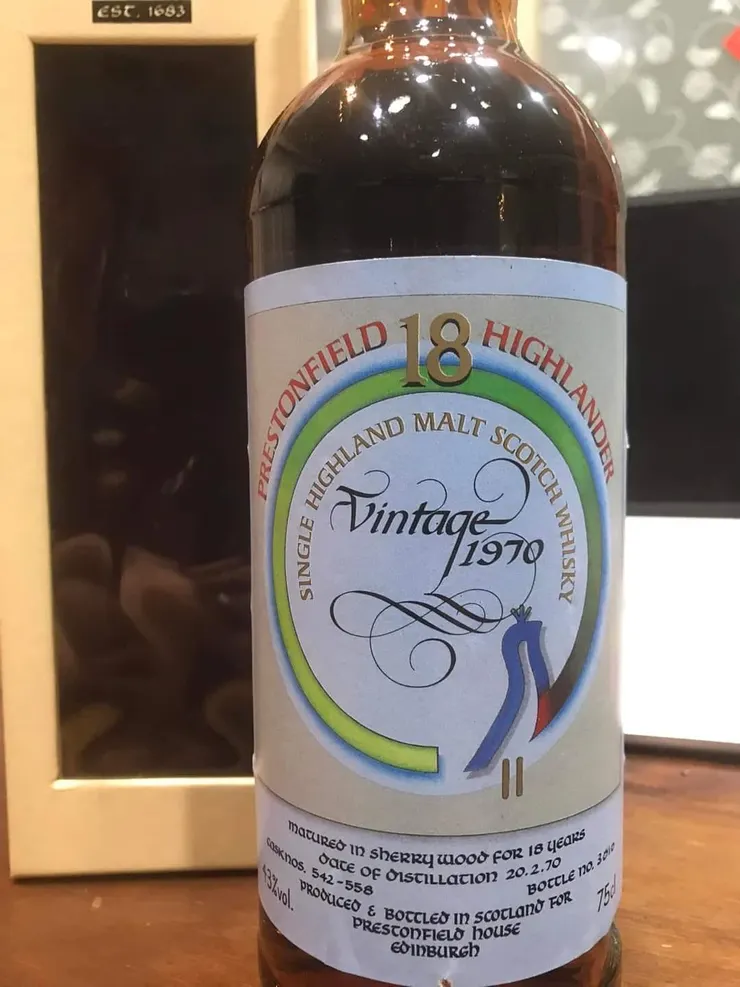 EST. 1683
PRESTONFIELD 18 HIGHLANDER
SINGLE HIGHLAND MALT SCOTCH WHISKY
Vintage
1970
II
MATURED IN SHERRY WOOD FOR 18 YEARS
DATE OF DISTILLATION 20.2.70
CASK NOS. 542-558 BOTTLE NO.
43%vol. 75cl
PRODUCED & BOTTLED IN SCOTLAND FOR
PRESTONFIELD HOUSE
EDINBURGH